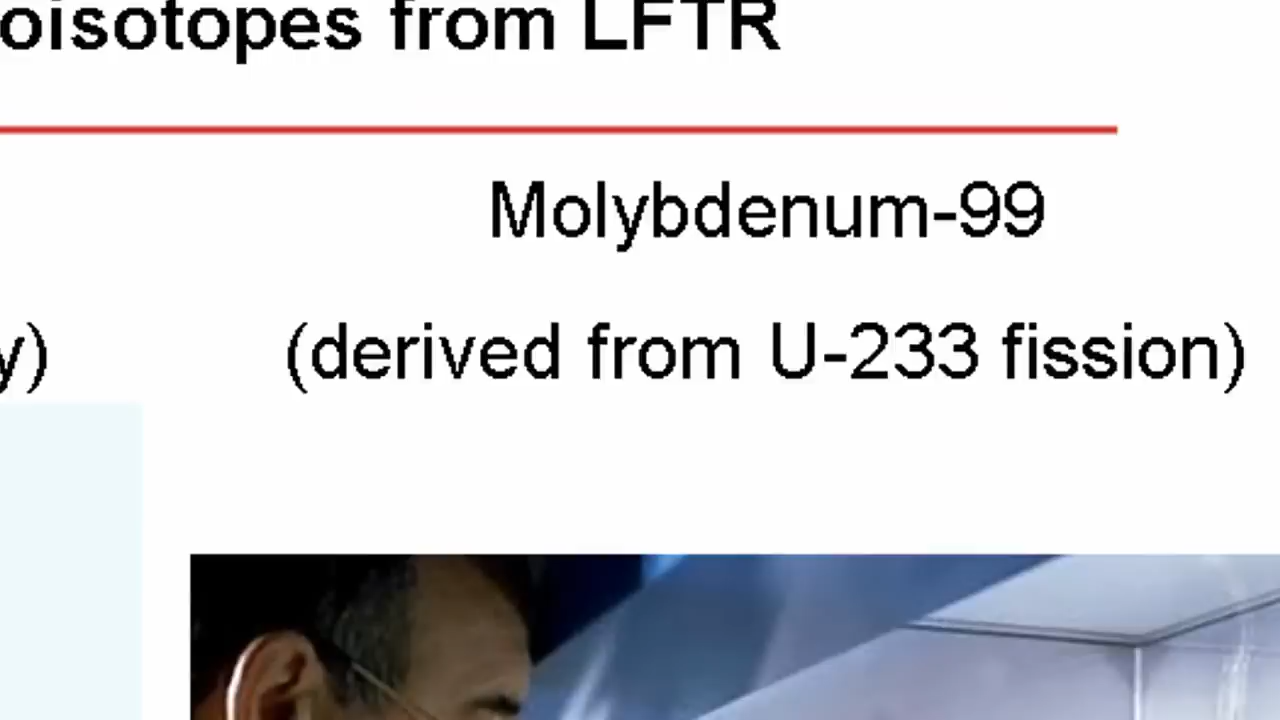 oisotopes from LFTR
Molybdenum-99
y) (derived from U-233 fission)